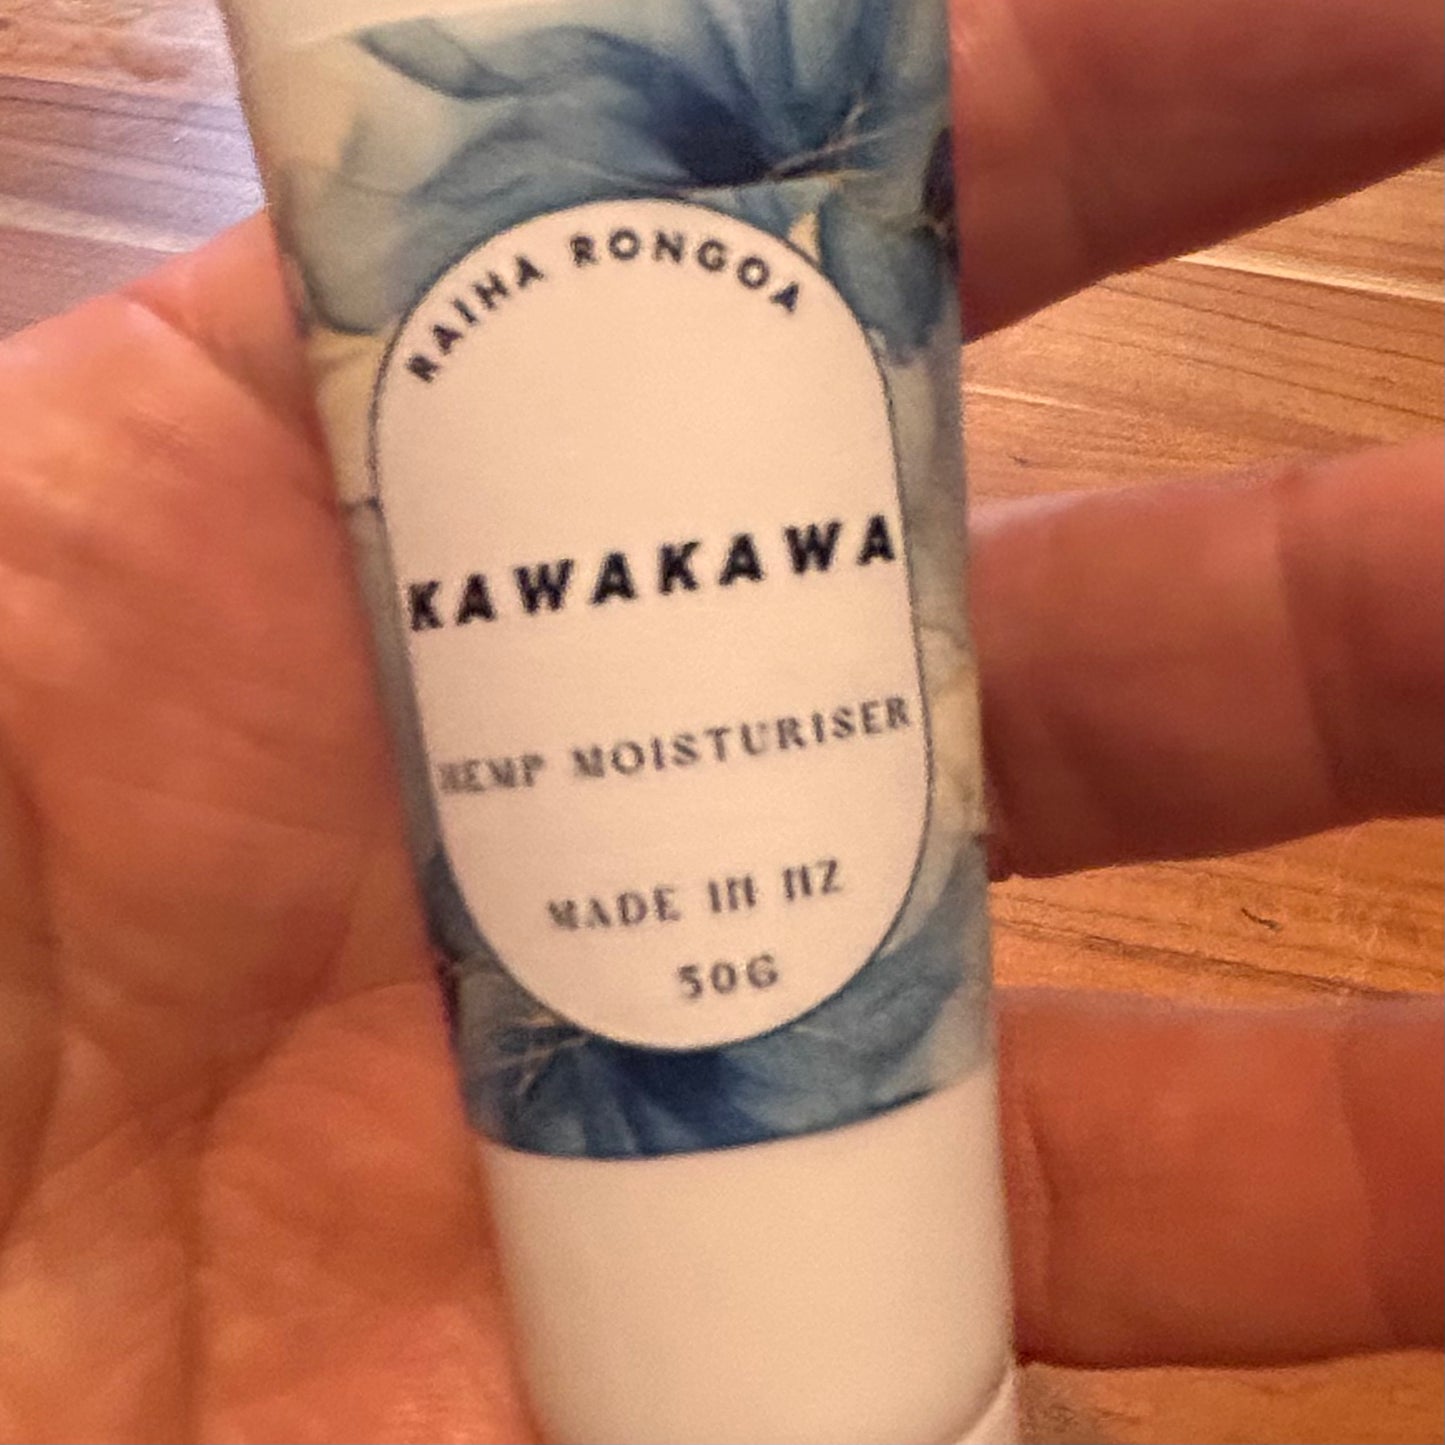 RAIHA RONGOA
KAWAKAWA
HEMP MOISTURISER
MADE IN NZ
50G